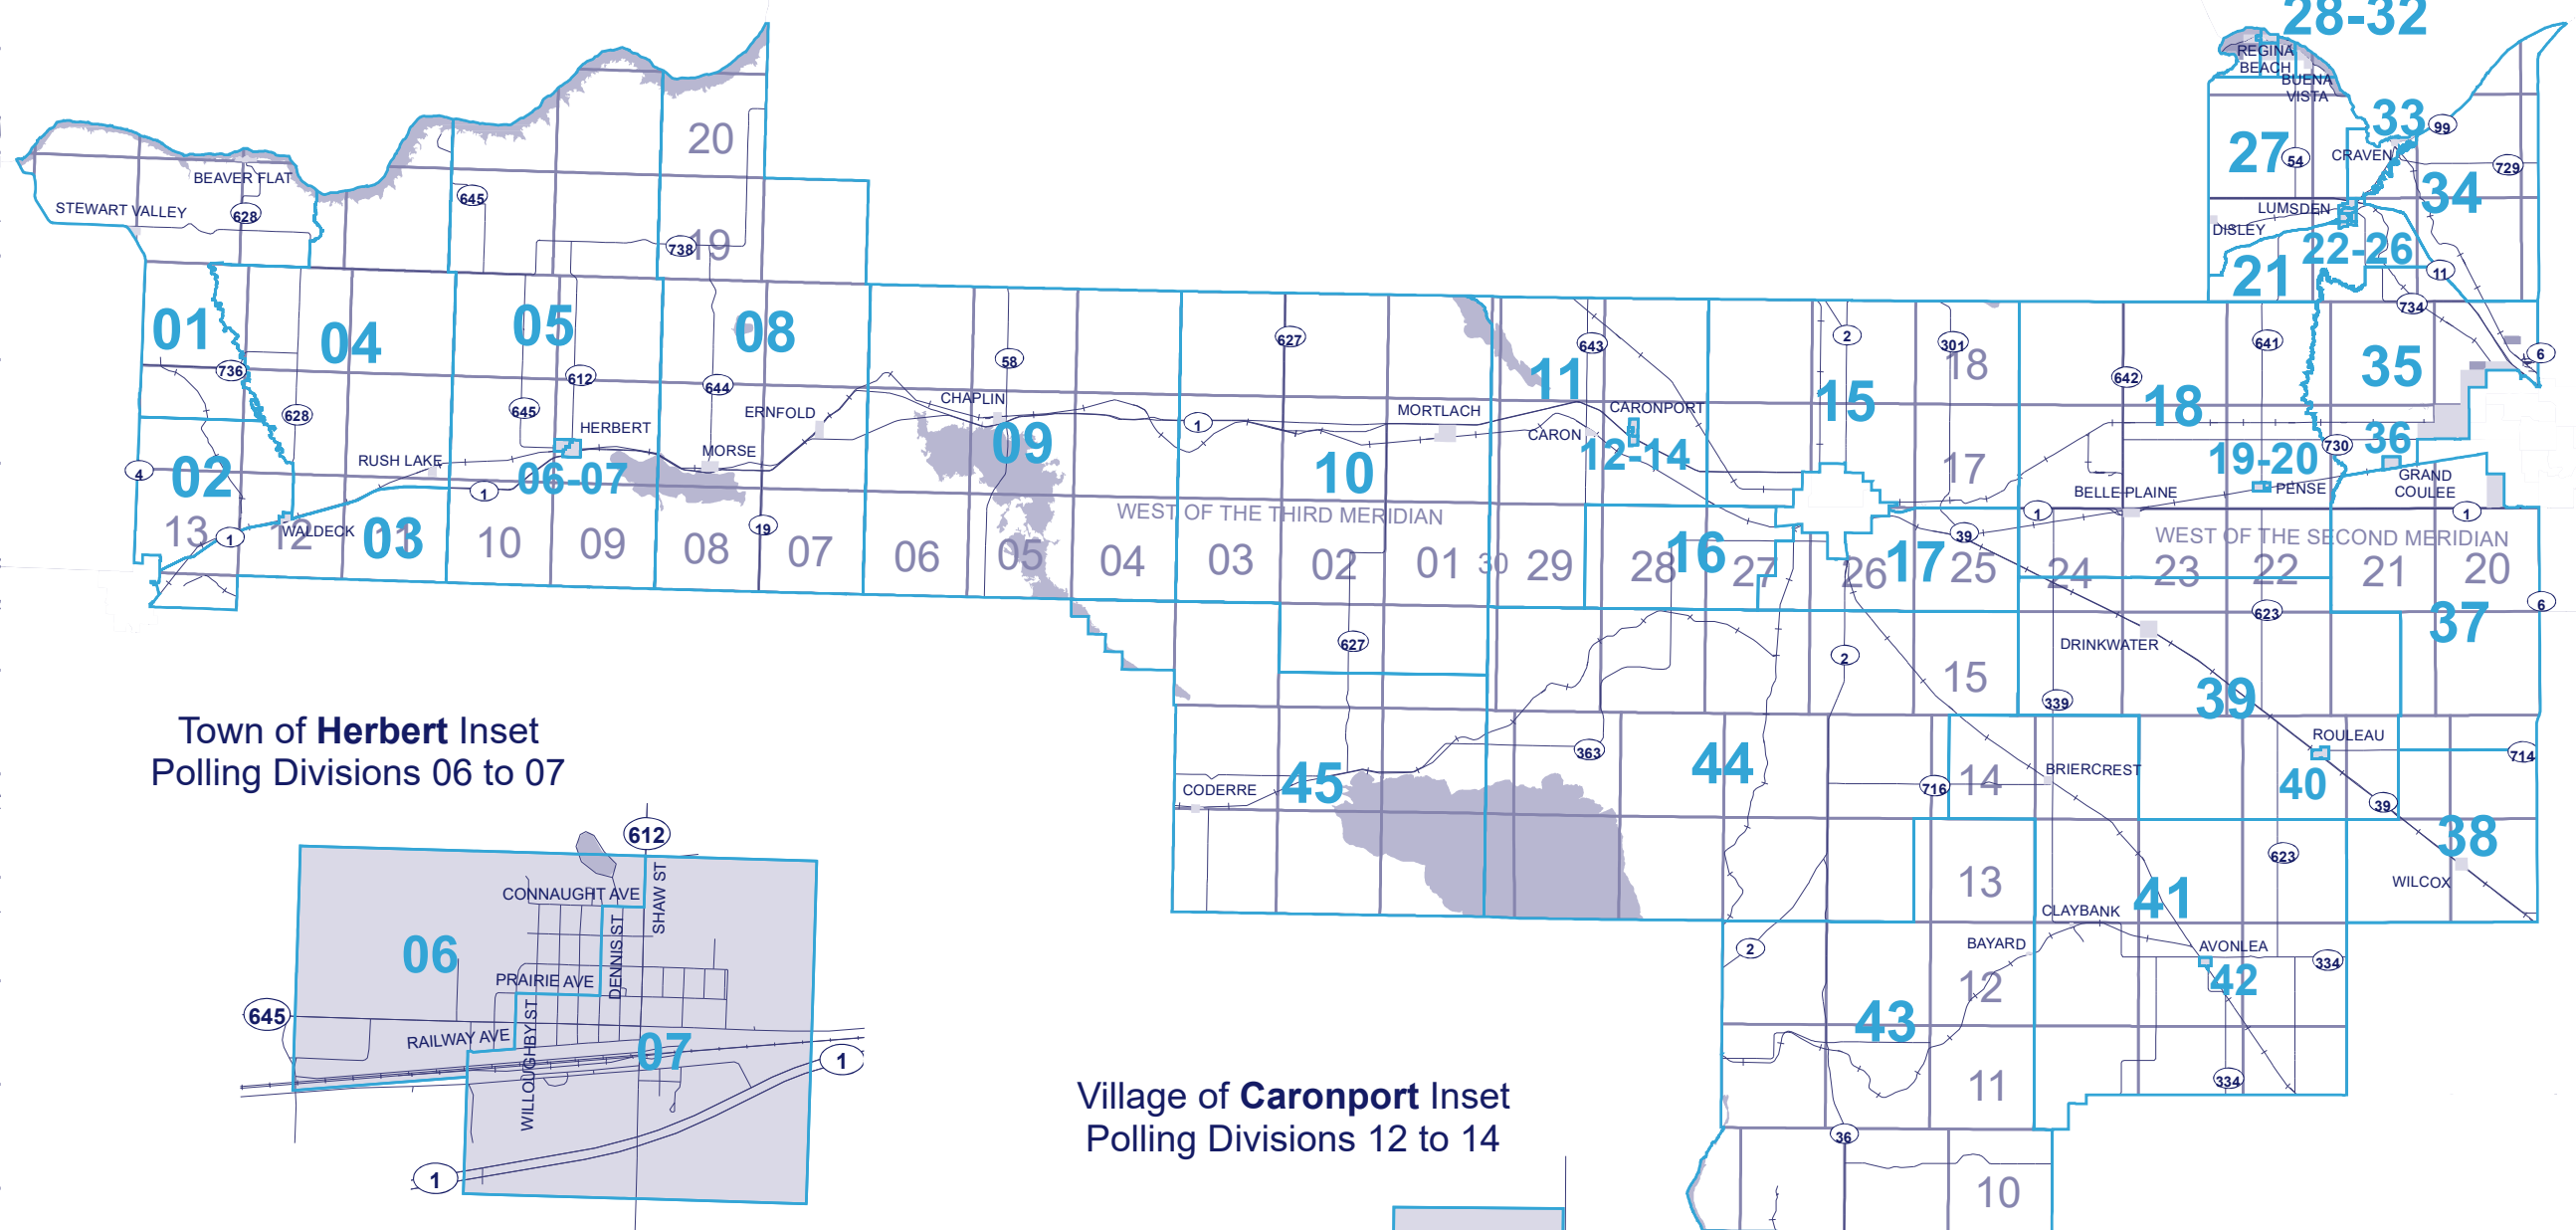 28-32
REGINA
BEACH
BUENA
VISTA
33
99
20
27
54
CRAVEN
729
BEAVER FLAT
645
34
STEWART VALLEY
628
LUMSDEN
DISLEY
738
19
22-26
21
11
734
01
04
05
08
627
58
643
2
301
18
641
6
736
612
644
11
642
35
15
18
628
645
ERNFOLD
CHAPLIN
MORTLACH
CARONPORT
1
HERBERT
09
CARON
12-14
36
730
RUSH LAKE
MORSE
4
02
06-07
10
17
19-20
GRAND
COULEE
1
BELLE PLAINE
PENSE
WEST OF THE THIRD MERIDIAN
1
1
13
12
WALDECK
03
11
10
09
08
19
07
06
05
04
03
02
01
30
29
28
16
27
26
17
39
25
WEST OF THE SECOND MERIDIAN
24
23
22
21
20
1
627
2
623
6
37
DRINKWATER
15
339
39
Town of Herbert Inset
Polling Divisions 06 to 07
363
44
ROULEAU
714
45
CODERRE
716
14
BRIERCREST
40
39
38
612
CONNAUGHT AVE
SHAW ST
13
623
WILCOX
41
CLAYBANK
06
DENNIS ST
2
BAYARD
AVONLEA
334
42
PRAIRIE AVE
12
645
WILLOUGHBY ST
RAILWAY AVE
07
1
43
11
334
Village of Caronport Inset
Polling Divisions 12 to 14
36
1
10